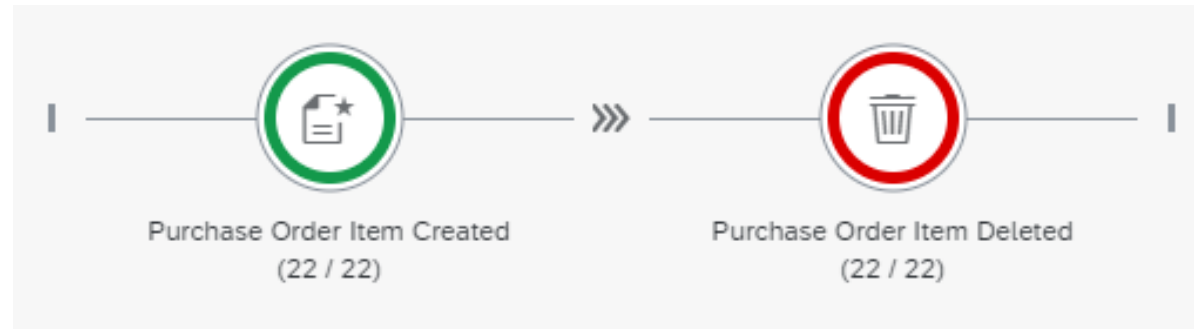 Purchase Order Item Created
(22 / 22)
Purchase Order Item Deleted
(22 / 22)